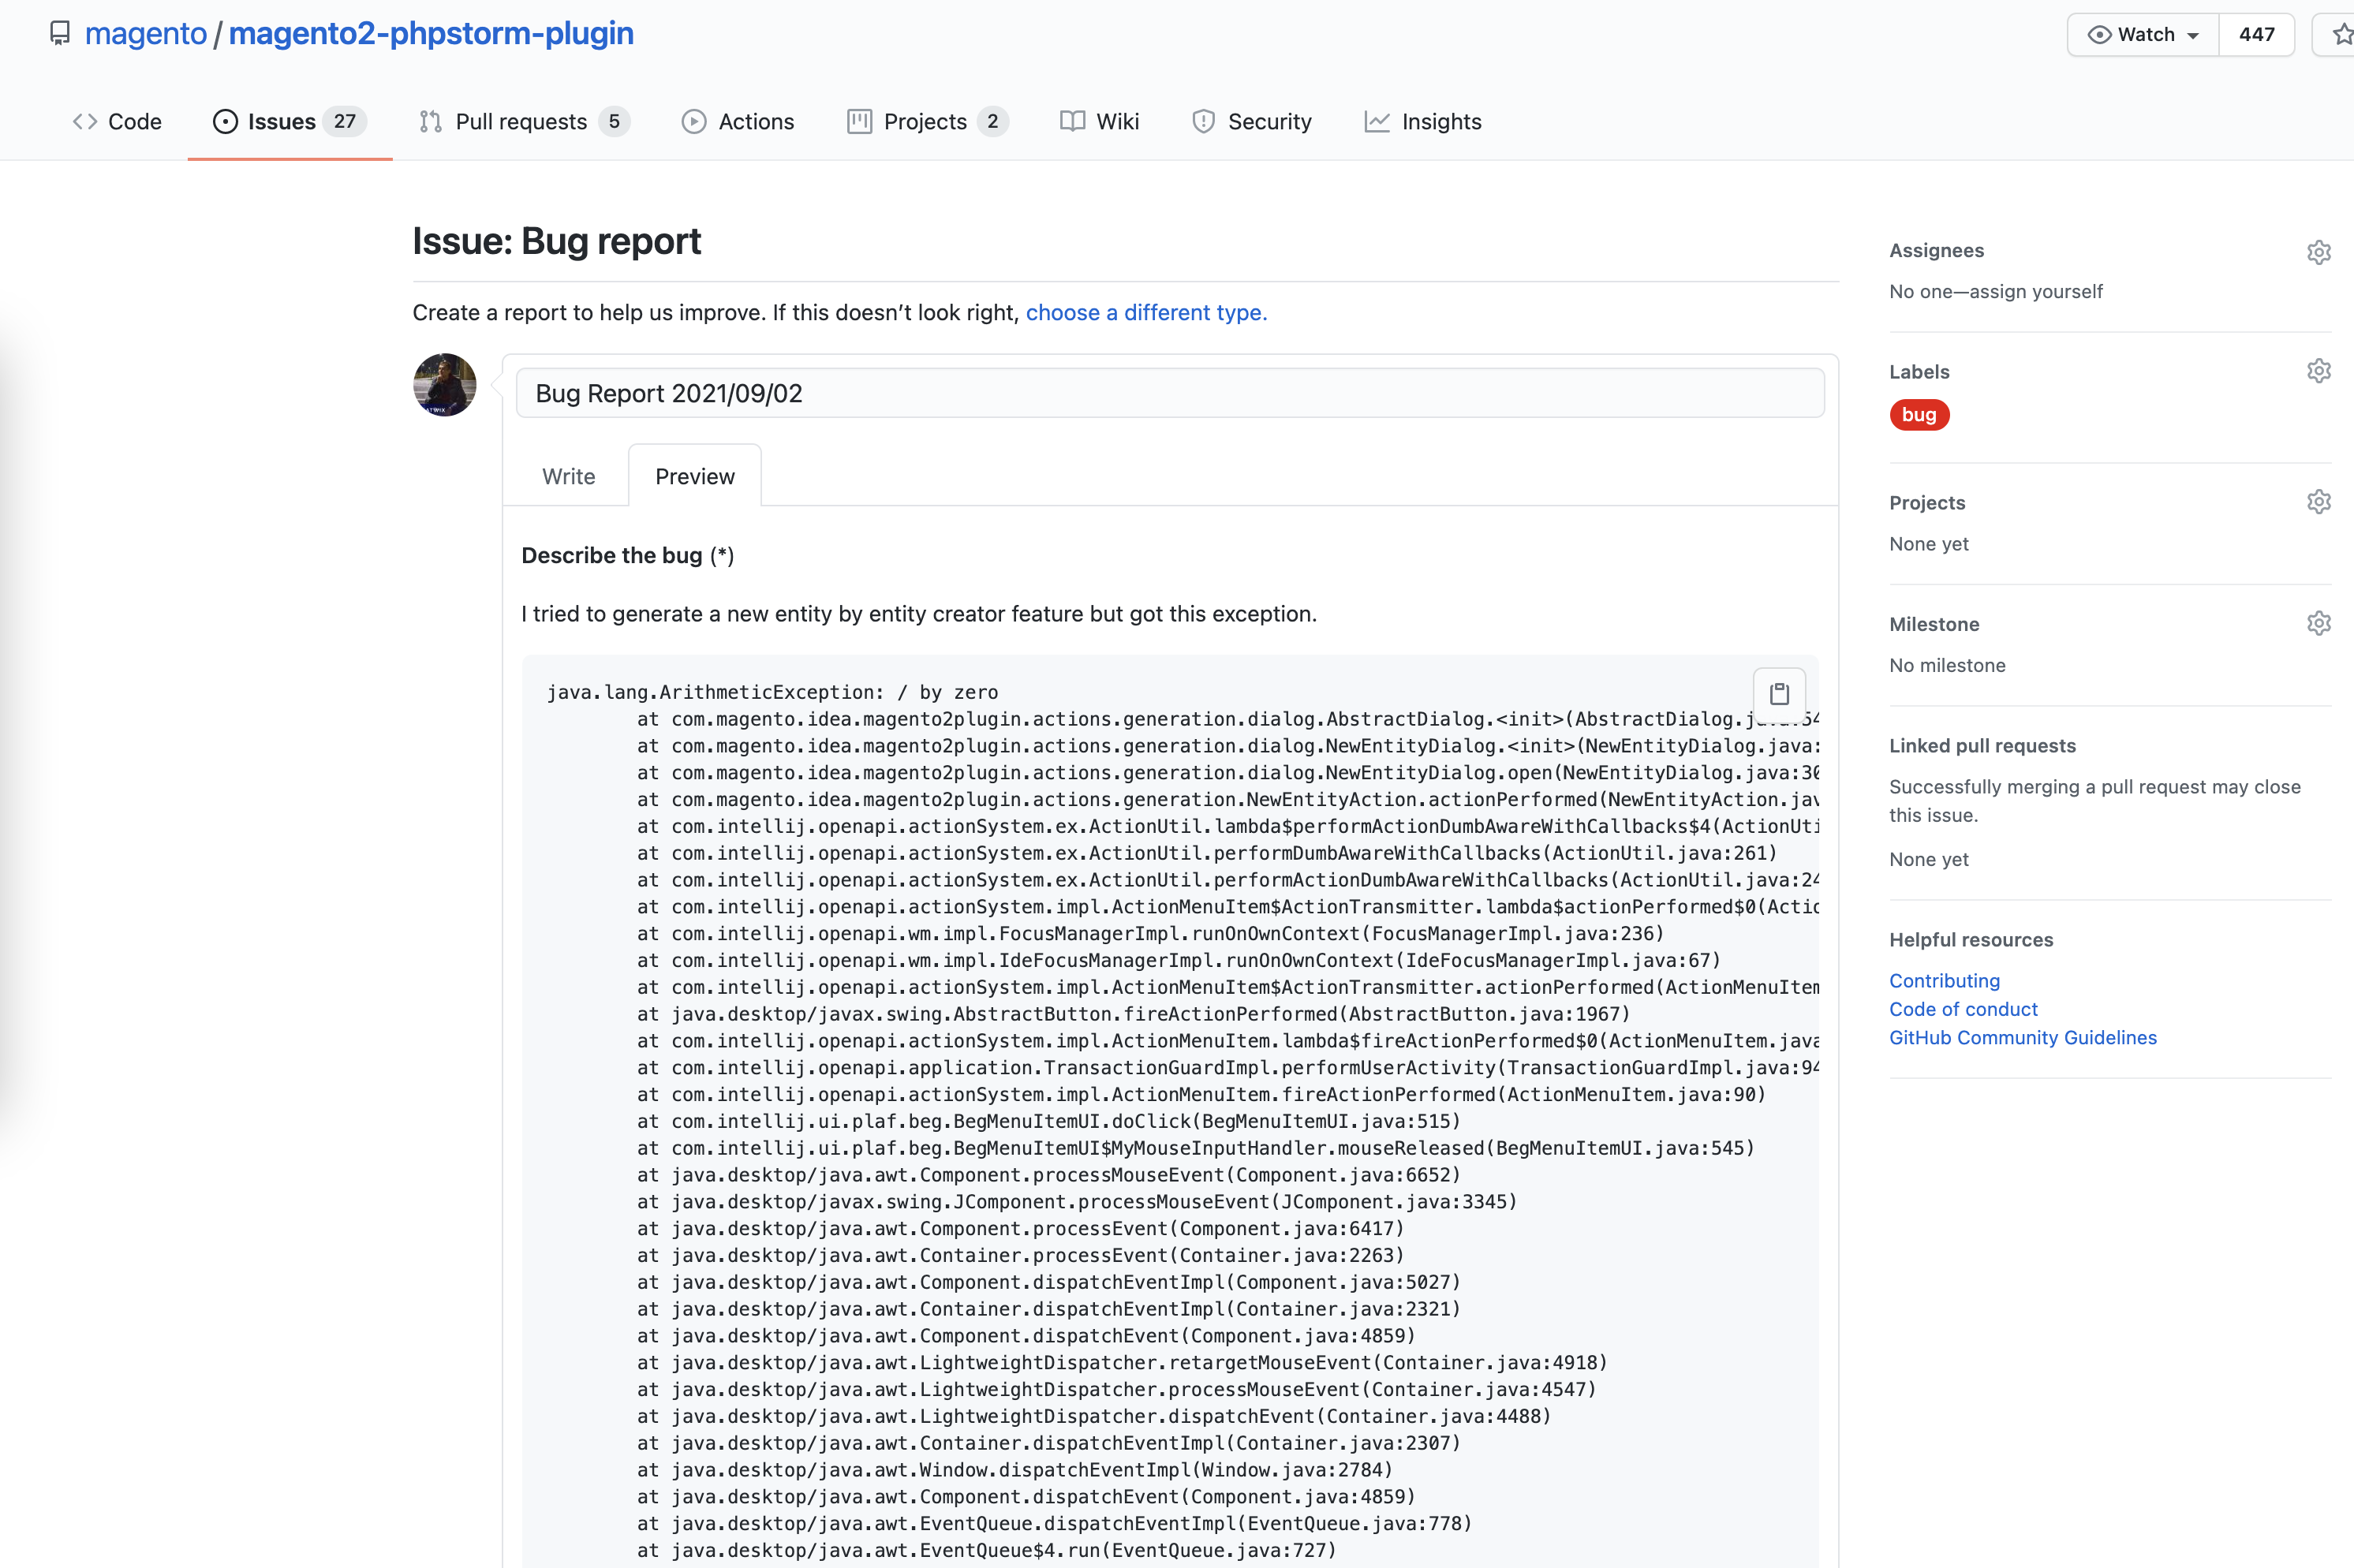 magento / magento2-phpstorm-plugin
Watch 447
Code Issues 27 Pull requests 5 Actions Projects 2 Wiki Security Insights
Issue: Bug report
Create a report to help us improve. If this doesn’t look right, choose a different type.
Bug Report 2021/09/02
Write Preview
Describe the bug (*)
I tried to generate a new entity by entity creator feature but got this exception.
java.lang.ArithmeticException: / by zero
at com.magento.idea.magento2plugin.actions.generation.dialog.AbstractDialog.<init>(AbstractDialog.java:54
at com.magento.idea.magento2plugin.actions.generation.dialog.NewEntityDialog.<init>(NewEntityDialog.java:
at com.magento.idea.magento2plugin.actions.generation.dialog.NewEntityDialog.open(NewEntityDialog.java:30
at com.magento.idea.magento2plugin.actions.generation.NewEntityAction.actionPerformed(NewEntityAction.jav
at com.intellij.openapi.actionSystem.ex.ActionUtil.lambda$performActionDumbAwareWithCallbacks$4(ActionUti
at com.intellij.openapi.actionSystem.ex.ActionUtil.performDumbAwareWithCallbacks(ActionUtil.java:261)
at com.intellij.openapi.actionSystem.ex.ActionUtil.performActionDumbAwareWithCallbacks(ActionUtil.java:24
at com.intellij.openapi.actionSystem.impl.ActionMenuItem$ActionTransmitter.lambda$actionPerformed$0(Actio
at com.intellij.openapi.wm.impl.FocusManagerImpl.runOnOwnContext(FocusManagerImpl.java:236)
at com.intellij.openapi.wm.impl.IdeFocusManagerImpl.runOnOwnContext(IdeFocusManagerImpl.java:67)
at com.intellij.openapi.actionSystem.impl.ActionMenuItem$ActionTransmitter.actionPerformed(ActionMenuItem
at java.desktop/javax.swing.AbstractButton.fireActionPerformed(AbstractButton.java:1967)
at com.intellij.openapi.actionSystem.impl.ActionMenuItem.lambda$fireActionPerformed$0(ActionMenuItem.java
at com.intellij.openapi.application.TransactionGuardImpl.performUserActivity(TransactionGuardImpl.java:94
at com.intellij.openapi.actionSystem.impl.ActionMenuItem.fireActionPerformed(ActionMenuItem.java:90)
at com.intellij.ui.plaf.beg.BegMenuItemUI.doClick(BegMenuItemUI.java:515)
at com.intellij.ui.plaf.beg.BegMenuItemUI$MyMouseInputHandler.mouseReleased(BegMenuItemUI.java:545)
at java.desktop/java.awt.Component.processMouseEvent(Component.java:6652)
at java.desktop/javax.swing.JComponent.processMouseEvent(JComponent.java:3345)
at java.desktop/java.awt.Component.processEvent(Component.java:6417)
at java.desktop/java.awt.Container.processEvent(Container.java:2263)
at java.desktop/java.awt.Component.dispatchEventImpl(Component.java:5027)
at java.desktop/java.awt.Container.dispatchEventImpl(Container.java:2321)
at java.desktop/java.awt.Component.dispatchEvent(Component.java:4859)
at java.desktop/java.awt.LightweightDispatcher.retargetMouseEvent(Container.java:4918)
at java.desktop/java.awt.LightweightDispatcher.processMouseEvent(Container.java:4547)
at java.desktop/java.awt.LightweightDispatcher.dispatchEvent(Container.java:4488)
at java.desktop/java.awt.Container.dispatchEventImpl(Container.java:2307)
at java.desktop/java.awt.Window.dispatchEventImpl(Window.java:2784)
at java.desktop/java.awt.Component.dispatchEvent(Component.java:4859)
at java.desktop/java.awt.EventQueue.dispatchEventImpl(EventQueue.java:778)
at java.desktop/java.awt.EventQueue$4.run(EventQueue.java:727)
Assignees
No one—assign yourself
Labels
bug
Projects
None yet
Milestone
No milestone
Linked pull requests
Successfully merging a pull request may close
this issue.
None yet
Helpful resources
Contributing
Code of conduct
GitHub Community Guidelines